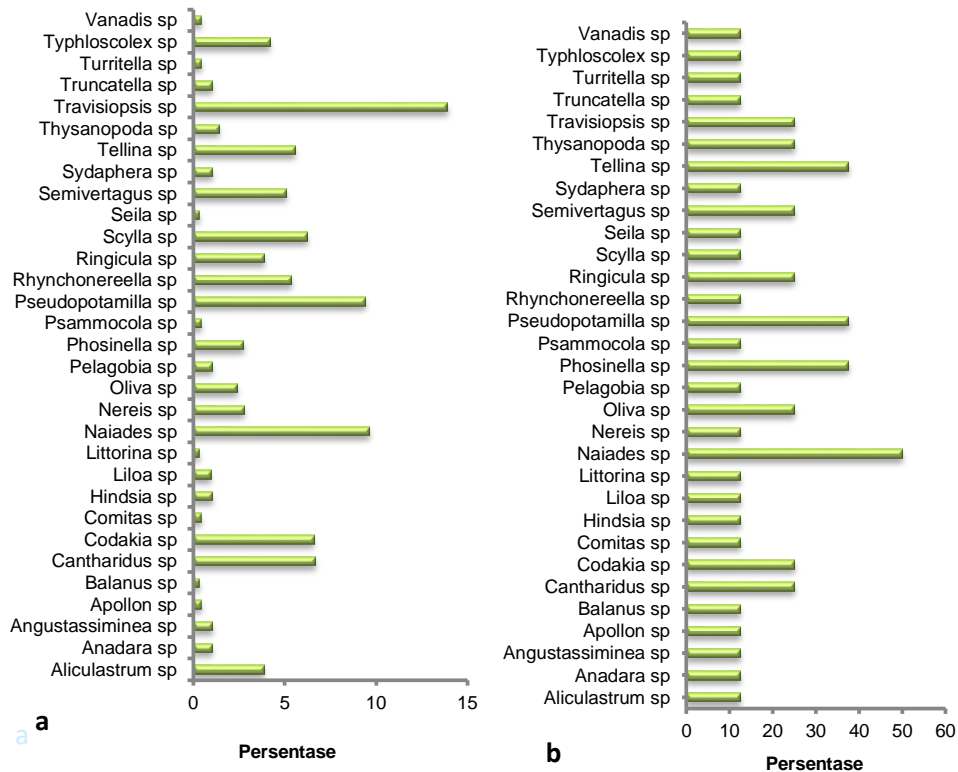 Vanadis sp
Typhloscolex sp
Turritella sp
Truncatella sp
Travisiopsis sp
Thysanopoda sp
Tellina sp
Sydaphera sp
Semivertagus sp
Seila sp
Scylla sp
Ringicula sp
Rhynchonereella sp
Pseudopotamilla sp
Psammocola sp
Phosinella sp
Pelagobia sp
Oliva sp
Nereis sp
Naiades sp
Littorina sp
Liloa sp
Hindsia sp
Comitas sp
Codakia sp
Cantharidus sp
Balanus sp
Apollon sp
Angustassiminea sp
Anadara sp
Aliculastrum sp
0 5 10 15
a a
Persentase
Vanadis sp
Typhloscolex sp
Turritella sp
Truncatella sp
Travisiopsis sp
Thysanopoda sp
Tellina sp
Sydaphera sp
Semivertagus sp
Seila sp
Scylla sp
Ringicula sp
Rhynchonereella sp
Pseudopotamilla sp
Psammocola sp
Phosinella sp
Pelagobia sp
Oliva sp
Nereis sp
Naiades sp
Littorina sp
Liloa sp
Hindsia sp
Comitas sp
Codakia sp
Cantharidus sp
Balanus sp
Apollon sp
Angustassiminea sp
Anadara sp
Aliculastrum sp
0 10 20 30 40 50 60
b
Persentase